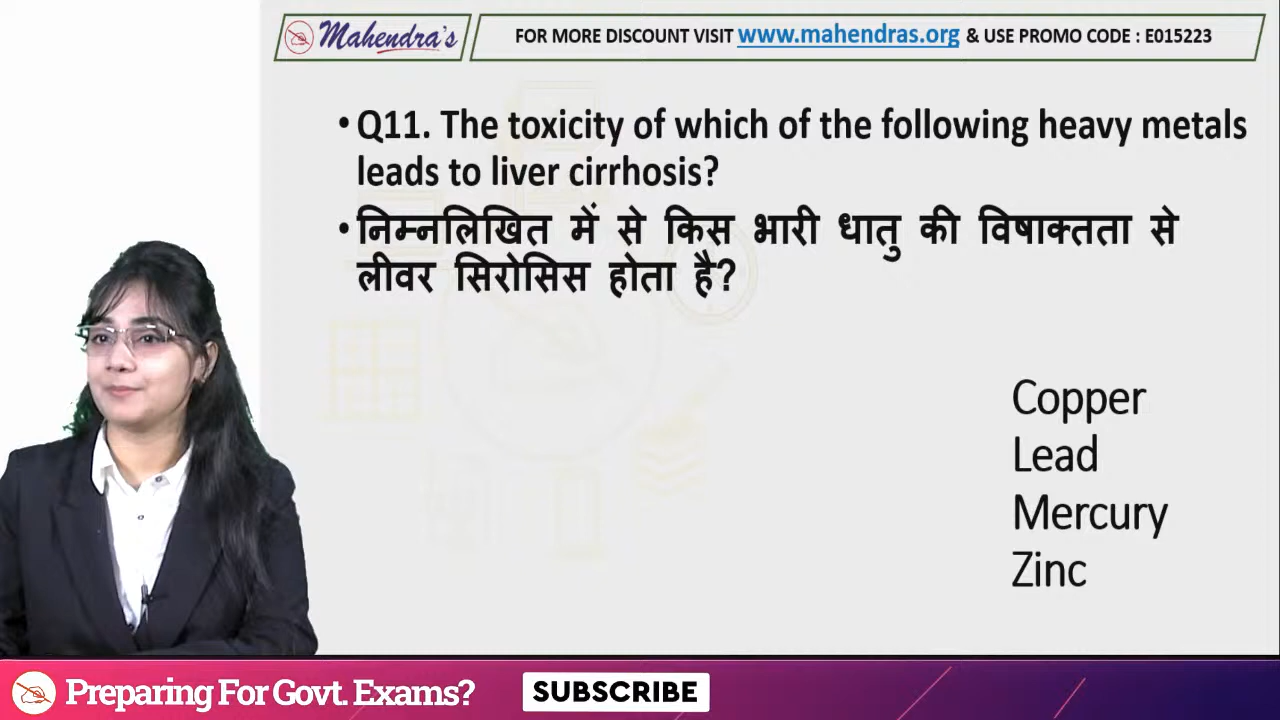 Mahendra's
FOR MORE DISCOUNT VISIT www.mahendras.org & USE PROMO CODE : E015223
• Q11. The toxicity of which of the following heavy metals
leads to liver cirrhosis?
• निम्नलिखित में से किस भारी धातु की विषाक्तता से
लीवर सिरोसिस होता है?
Copper
Lead
Mercury
Zinc
Preparing For Govt. Exams?
SUBSCRIBE